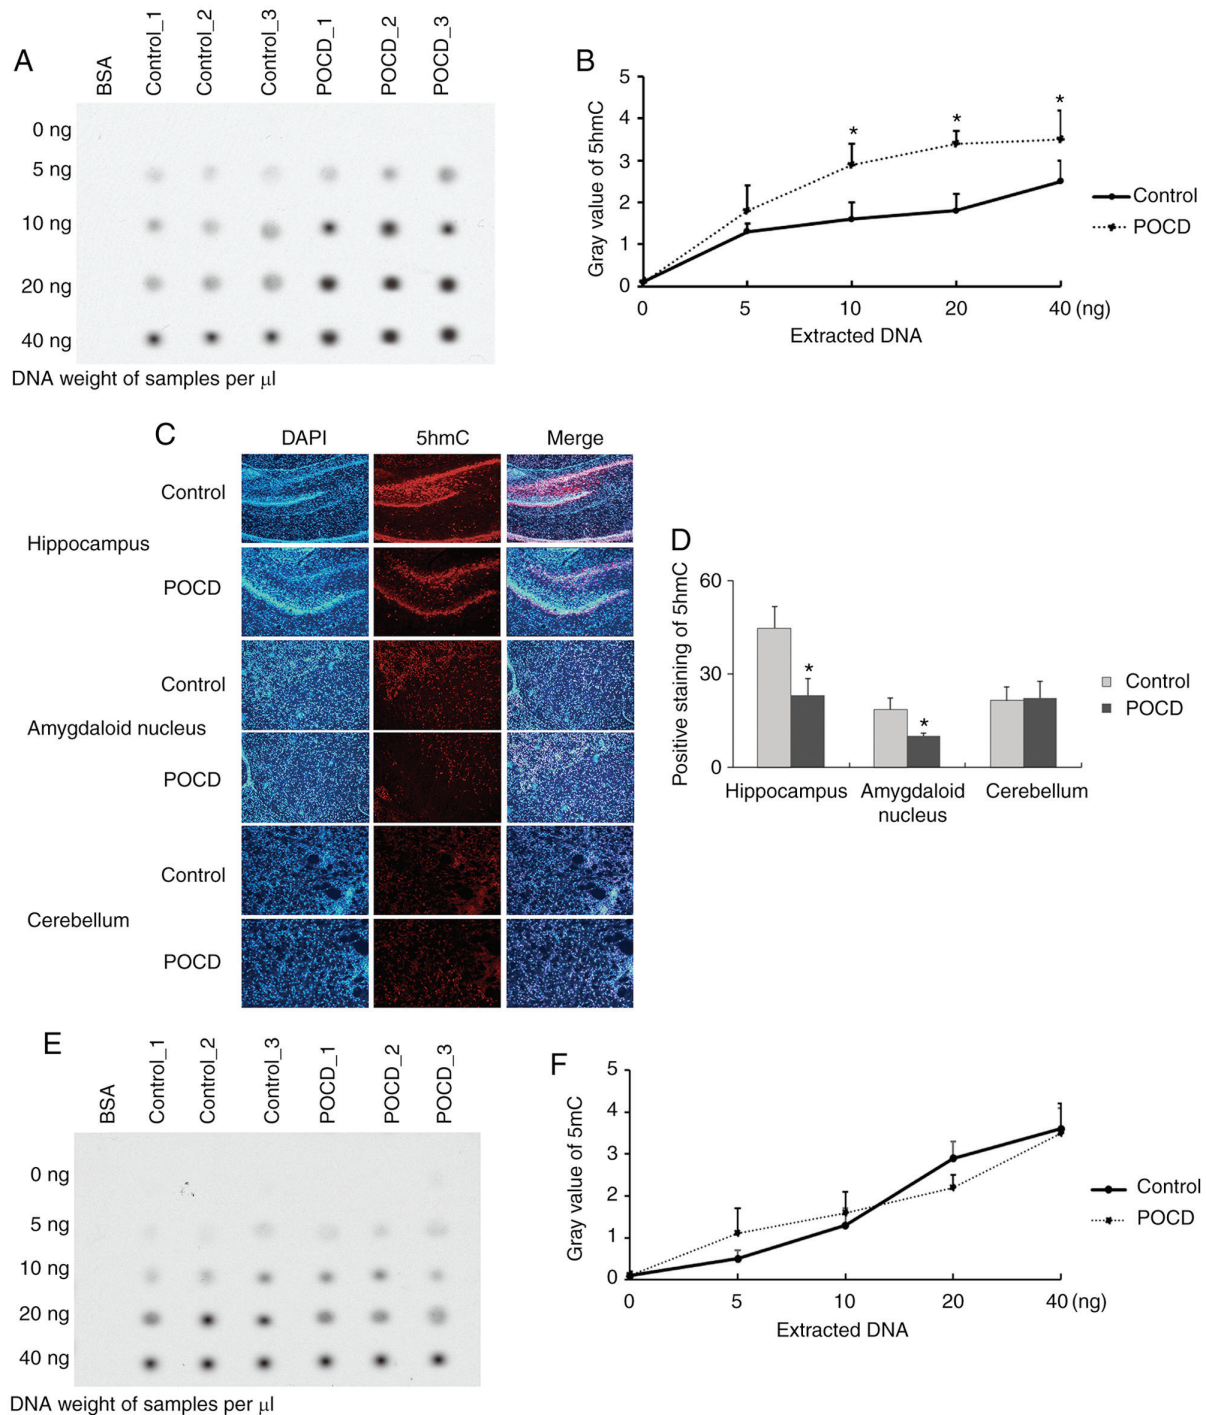 A
BSA
Control_1
Control_2
Control_3
POCD_1
POCD_2
POCD_3
0 ng
5 ng
10 ng
20 ng
40 ng
DNA weight of samples per μl
B
Gray value of 5hmC
5
4
3
2
1
0
* * *
0 5 10 20 40 (ng)
Extracted DNA
Control
POCD
C
DAPI 5hmC Merge
Control
Hippocampus
POCD
Control
Amygdaloid nucleus
POCD
Control
Cerebellum
POCD
D
Positive staining of 5hmC
60
30
0
* *
Hippocampus Amygdaloid nucleus Cerebellum
Control
POCD
E
BSA
Control_1
Control_2
Control_3
POCD_1
POCD_2
POCD_3
0 ng
5 ng
10 ng
20 ng
40 ng
DNA weight of samples per μl
F
Gray value of 5mC
5
4
3
2
1
0
0 5 10 20 40 (ng)
Extracted DNA
Control
POCD